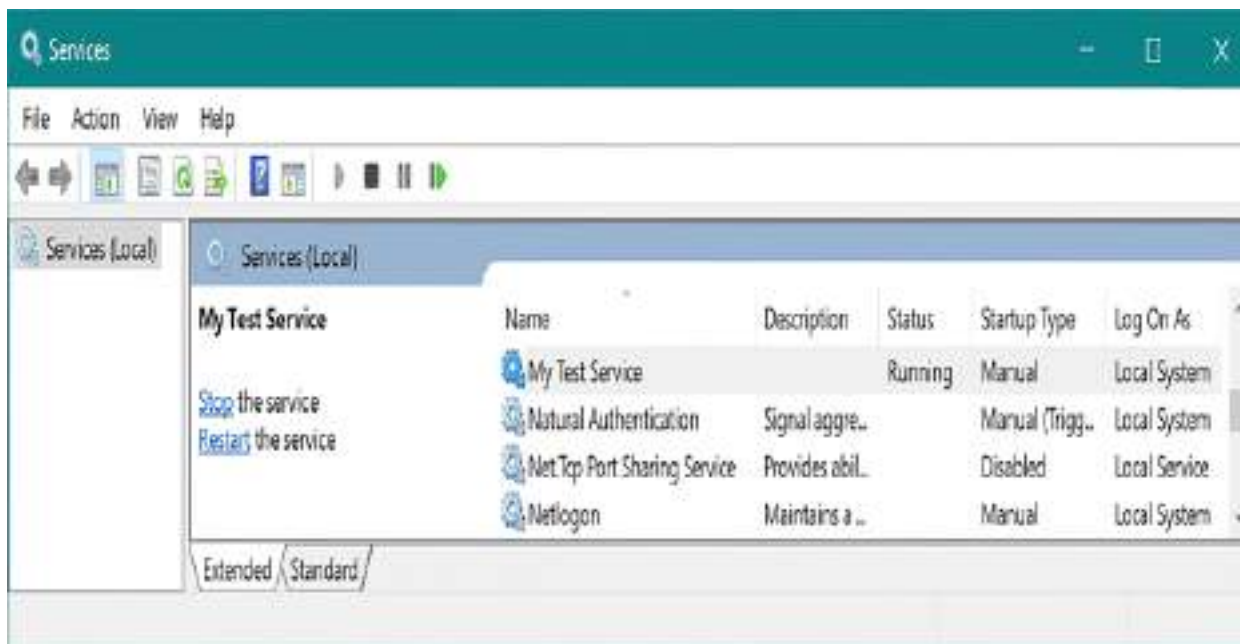 Services
File Action View Help
Services (Local)
Services (Local)
My Test Service
Stop the service
Restart the service
Name Description Status Startup Type Log On As
My Test Service Running Manual Local System
Natural Authentication Signal aggre... Manual (Trigg... Local System
Net.Tcp Port Sharing Service Provides abil... Disabled Local Service
Netlogon Maintains a ... Manual Local System
Extended Standard